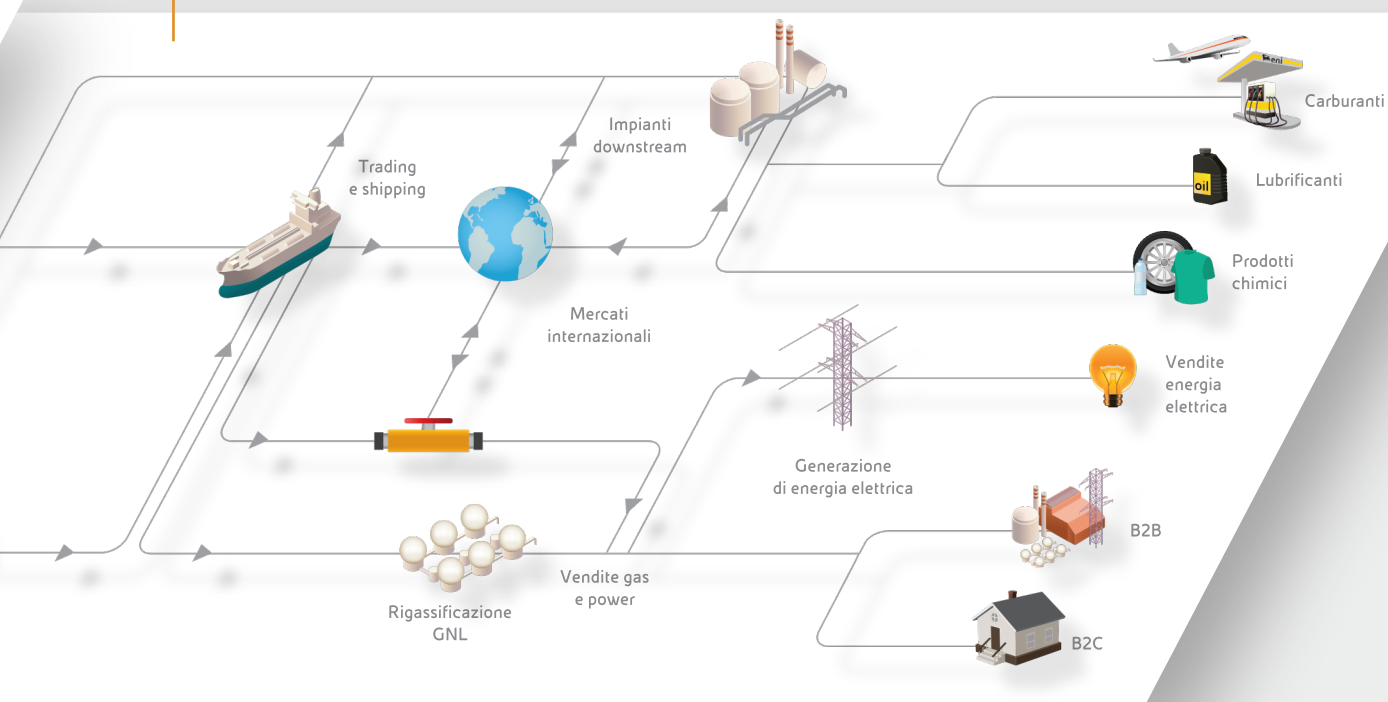 eni
Carburanti
Impianti
downstream
Trading
e shipping
oil
Lubrificanti
Prodotti
chimici
Mercati
internazionali
Vendite
energia
elettrica
Generazione
di energia elettrica
B2B
Vendite gas
e power
Rigassificazione
GNL
B2C